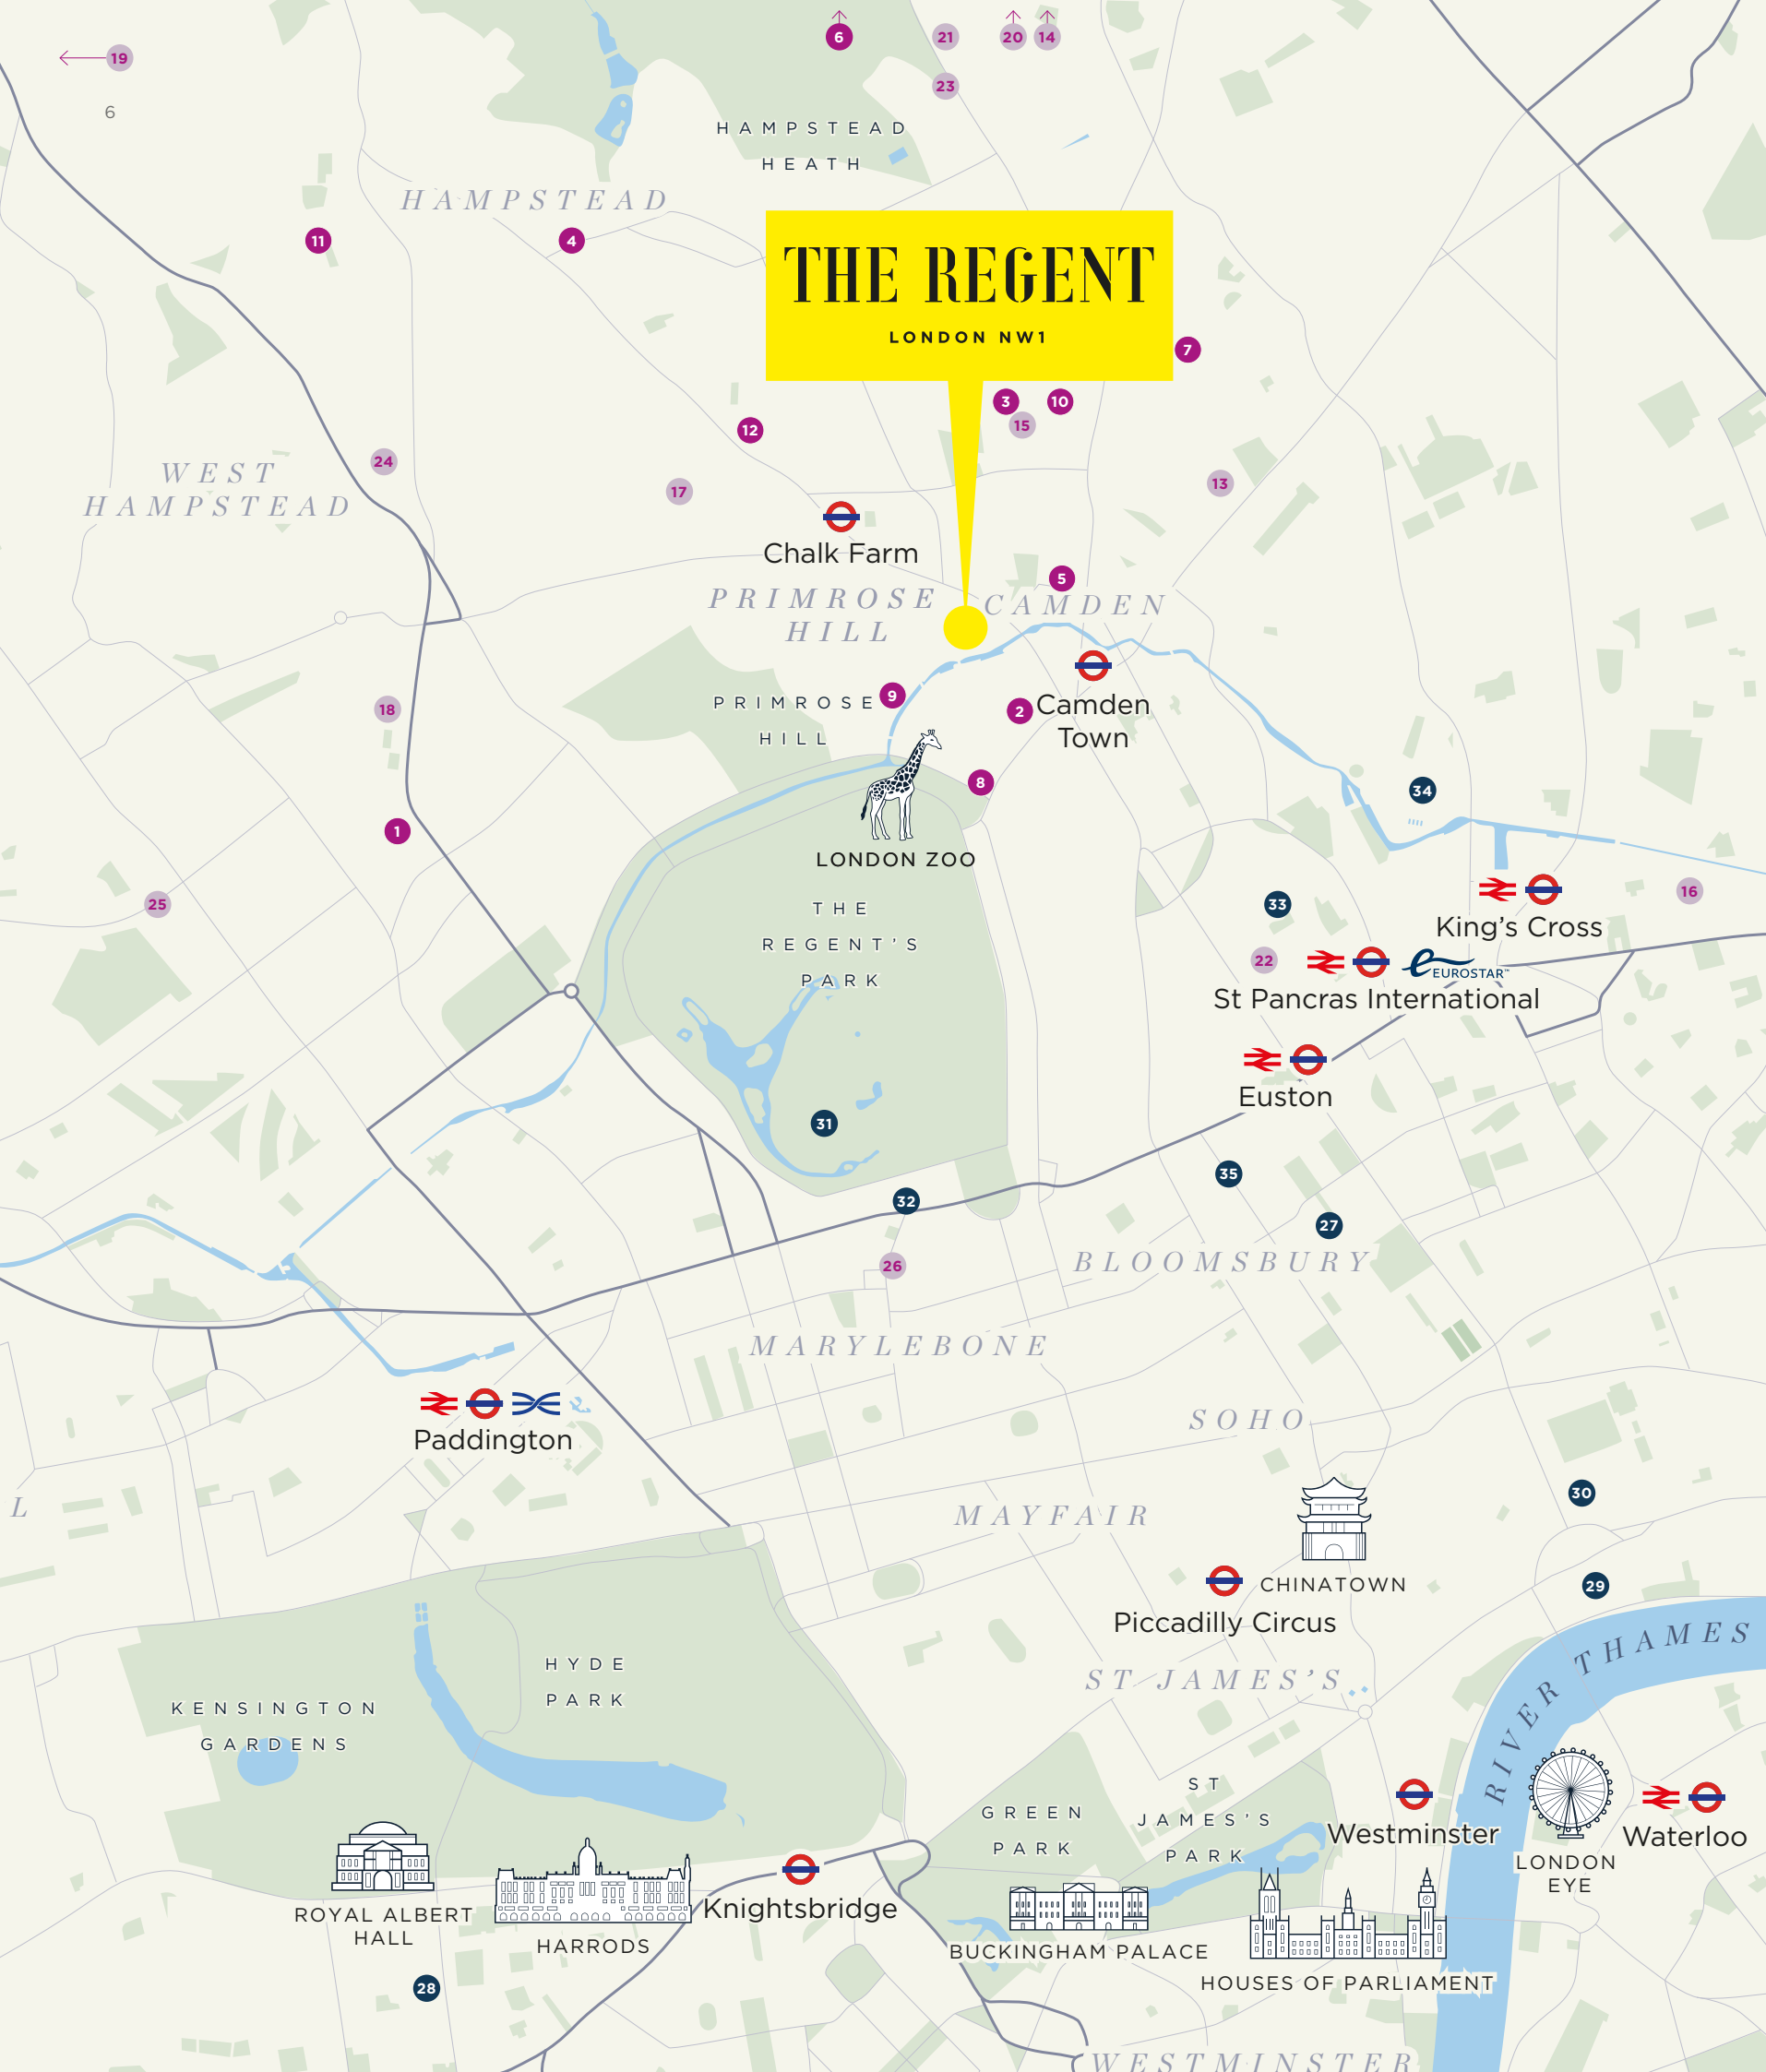 6
21
20
14
19
23
6
HAMPSTEAD
HEATH
HAMPSTEAD
11
4
THE REGENT
LONDON NW1
7
3
10
15
12
24
WEST
HAMPSTEAD
17
13
Chalk Farm
5
PRIMROSE
HILL
CAMDEN
PRIMROSE
HILL
9
2
Camden
Town
18
8
34
1
LONDON ZOO
THE
REGENT'S
PARK
25
33
16
King's Cross
22
EUROSTAR™
St Pancras International
Euston
31
35
32
27
26
BLOOMSBURY
MARYLEBONE
Paddington
SOHO
L
MAYFAIR
30
CHINATOWN
29
Piccadilly Circus
RIVER THAMES
HYDE
PARK
ST JAMES'S
KENSINGTON
GARDENS
GREEN
PARK
ST
JAMES'S
PARK
Westminster
Waterloo
LONDON
EYE
ROYAL ALBERT
HALL
HARRODS
Knightsbridge
BUCKINGHAM PALACE
HOUSES OF PARLIAMENT
28
WESTMINSTER